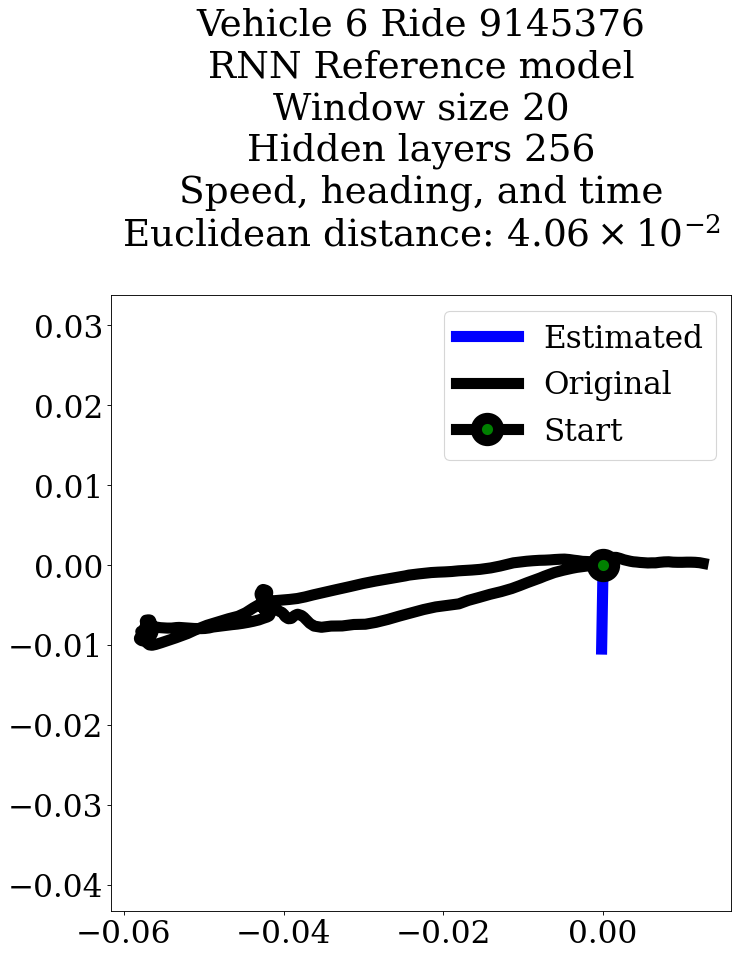 Vehicle 6 Ride 9145376
RNN Reference model
Window size 20
Hidden layers 256
Speed, heading, and time
Euclidean distance: 4.06 × 10⁻²
Estimated
Original
Start
0.03
0.02
0.01
0.00
−0.01
−0.02
−0.03
−0.04
−0.06 −0.04 −0.02 0.00